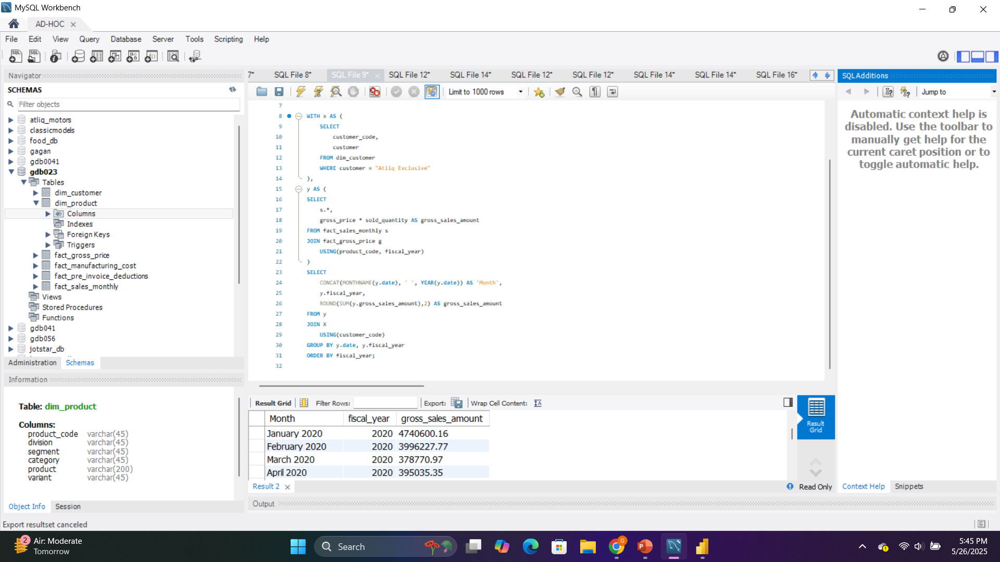 MySQL Workbench
AD-HOC
File Edit View Query Database Server Tools Scripting Help
Navigator
SCHEMAS
Filter objects
atliq_motors
classicmodels
food_db
gagan
gdb0041
gdb023
Tables
dim_customer
dim_product
Columns
Indexes
Foreign Keys
Triggers
fact_gross_price
fact_manufacturing_cost
fact_pre_invoice_deductions
fact_sales_monthly
Views
Stored Procedures
Functions
gdb041
gdb056
jotstar_db
Administration Schemas
Information
Table: dim_product
Columns:
product_code varchar(45)
division varchar(45)
segment varchar(45)
category varchar(45)
product varchar(200)
variant varchar(45)
Object Info Session
7* SQL File 8* SQL File 9* SQL File 12* SQL File 14* SQL File 12* SQL File 12* SQL File 14* SQL File 14* SQL File 16*
Limit to 1000 rows
7
8 WITH x AS (
9 SELECT
10 customer_code,
11 customer
12 FROM dim_customer
13 WHERE customer = "Atliq Exclusive"
14 ),
15 y AS (
16 SELECT
17 s.*,
18 gross_price * sold_quantity AS gross_sales_amount
19 FROM fact_sales_monthly s
20 JOIN fact_gross_price g
21 USING(product_code, fiscal_year)
22 )
23 SELECT
24 CONCAT(MONTHNAME(y.date), ' ', YEAR(y.date)) AS 'Month',
25 y.fiscal_year,
26 ROUND(SUM(y.gross_sales_amount),2) AS gross_sales_amount
27 FROM y
28 JOIN X
29 USING(customer_code)
30 GROUP BY y.date, y.fiscal_year
31 ORDER BY fiscal_year;
32
Result Grid Filter Rows: Export: Wrap Cell Content:
Month fiscal_year gross_sales_amount
January 2020 2020 4740600.16
February 2020 2020 3996227.77
March 2020 2020 378770.97
April 2020 2020 395035.35
Result Grid
Result 2
Read Only
Output
SQLAdditions
Jump to
Automatic context help is
disabled. Use the toolbar to
manually get help for the
current caret position or to
toggle automatic help.
Context Help Snippets
Export resultset canceled
2
Air: Moderate
Tomorrow
Search
G
P
5:45 PM
5/26/2025